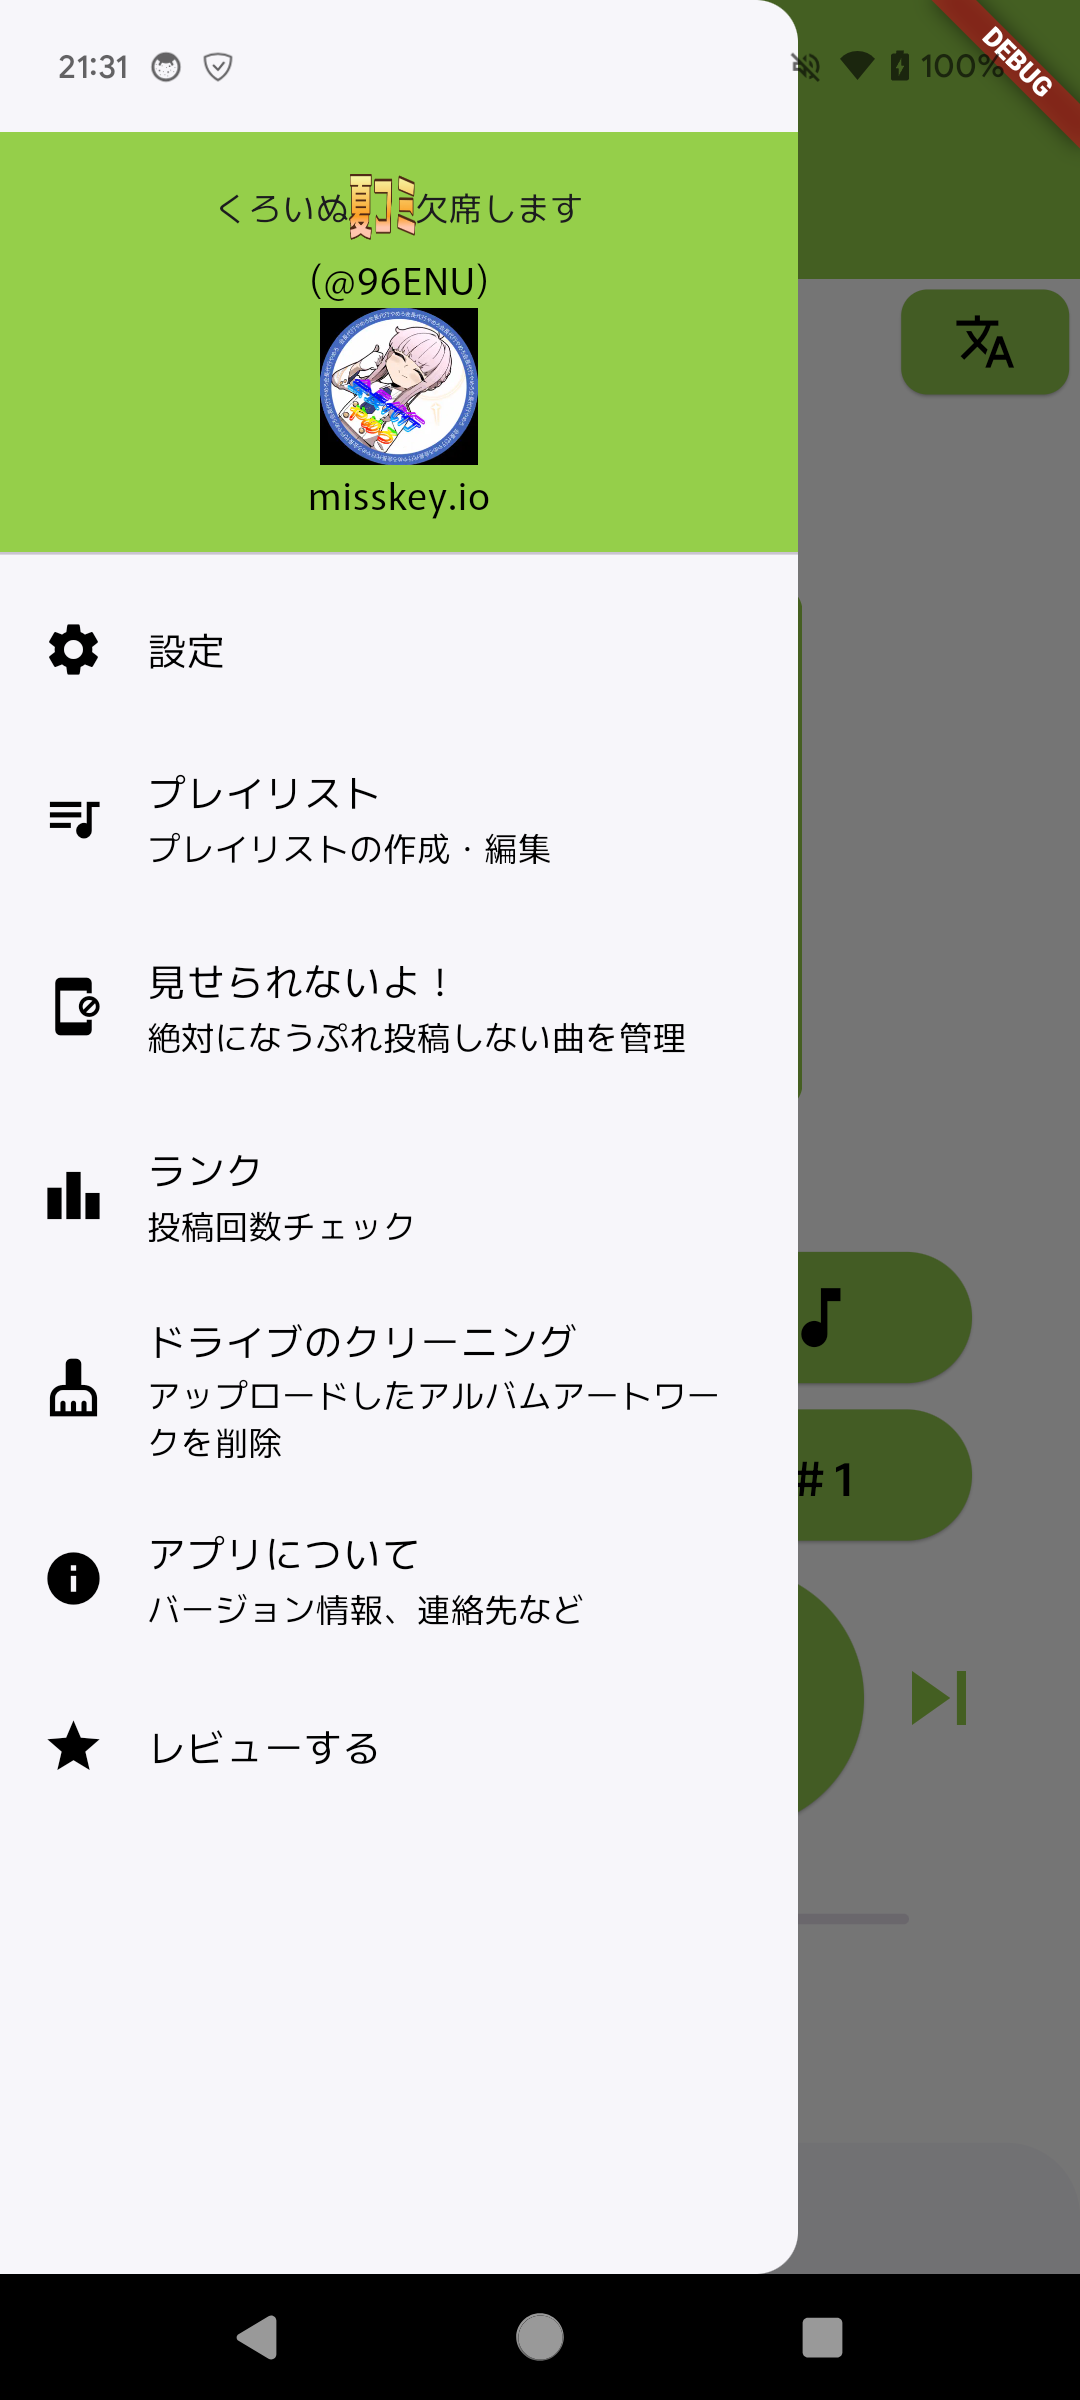 21:31
100%
DEBUG
くろいぬ夏コミ欠席します
(@96ENU)
misskey.io
設定
プレイリスト
プレイリストの作成・編集
見せられないよ！
絶対になうぷれ投稿しない曲を管理
ランク
投稿回数チェック
ドライブのクリーニング
アップロードしたアルバムアートワー
クを削除
#1
アプリについて
バージョン情報、連絡先など
レビューする